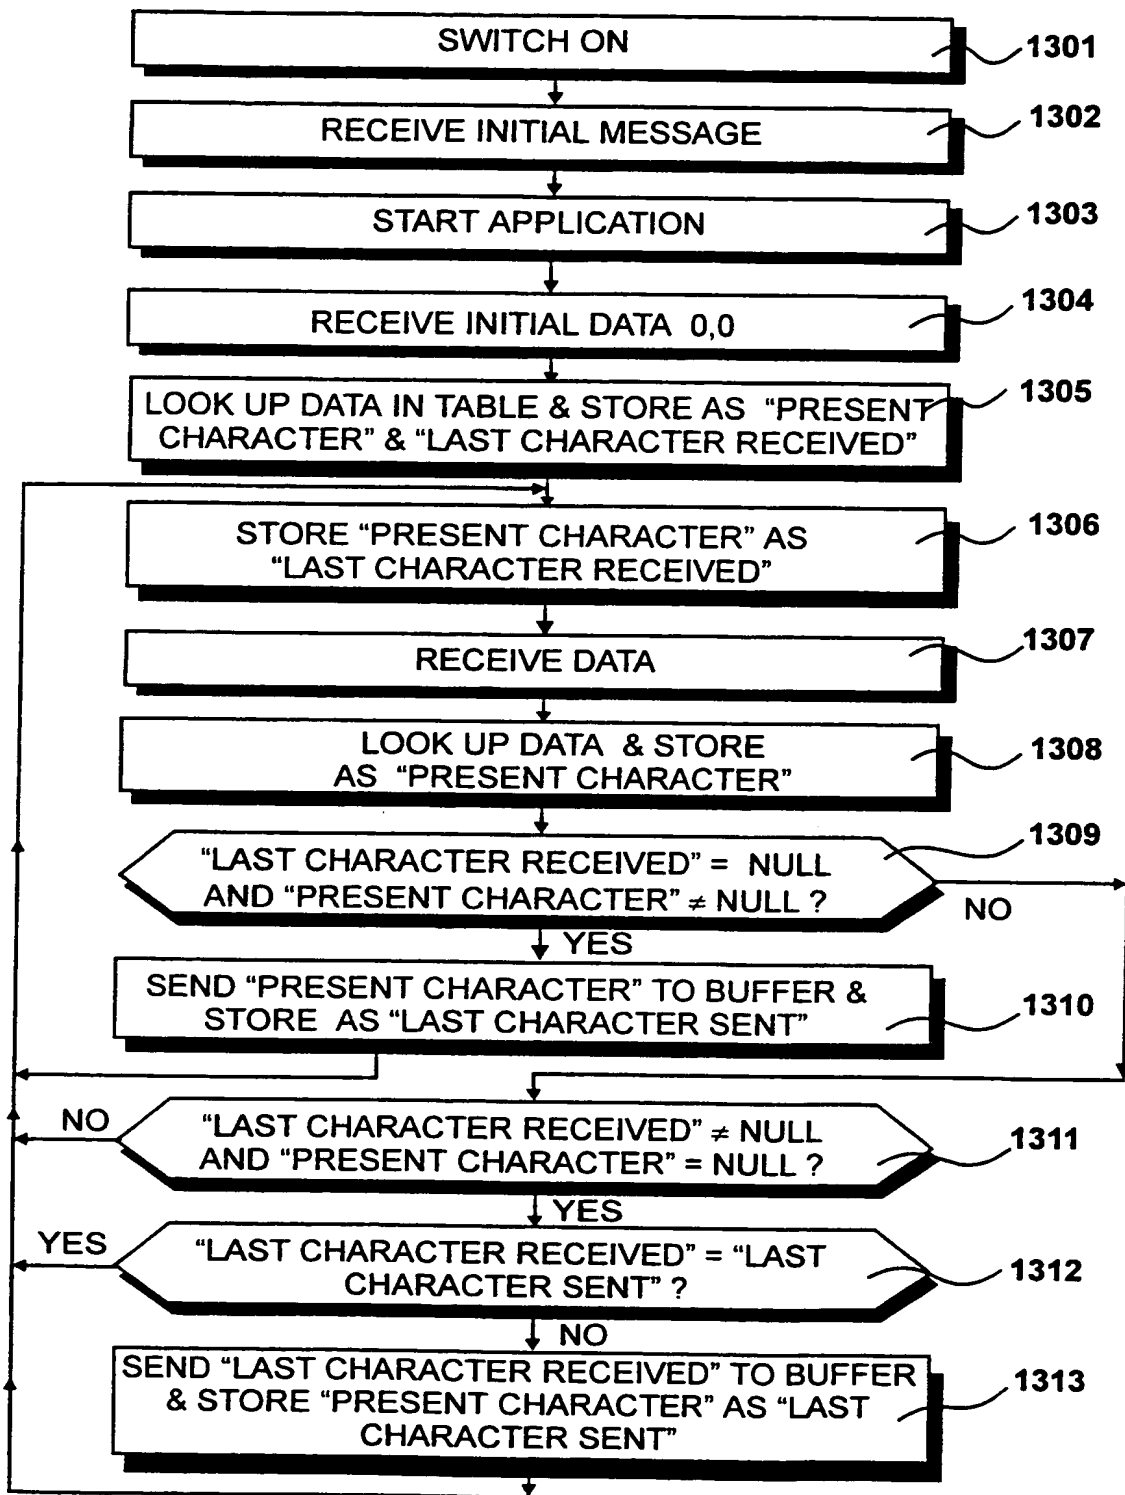 SWITCH ON
1301
RECEIVE INITIAL MESSAGE
1302
START APPLICATION
1303
RECEIVE INITIAL DATA 0,0
1304
LOOK UP DATA IN TABLE & STORE AS “PRESENT
CHARACTER” & “LAST CHARACTER RECEIVED”
1305
STORE “PRESENT CHARACTER” AS
“LAST CHARACTER RECEIVED”
1306
RECEIVE DATA
1307
LOOK UP DATA & STORE
AS “PRESENT CHARACTER”
1308
“LAST CHARACTER RECEIVED” = NULL
AND “PRESENT CHARACTER” ≠ NULL ?
1309
NO
YES
SEND “PRESENT CHARACTER” TO BUFFER &
STORE AS “LAST CHARACTER SENT”
1310
NO
“LAST CHARACTER RECEIVED” ≠ NULL
AND “PRESENT CHARACTER” = NULL ?
1311
YES
YES
“LAST CHARACTER RECEIVED” = “LAST
CHARACTER SENT” ?
1312
NO
SEND “LAST CHARACTER RECEIVED” TO BUFFER
& STORE “PRESENT CHARACTER” AS “LAST
CHARACTER SENT”
1313